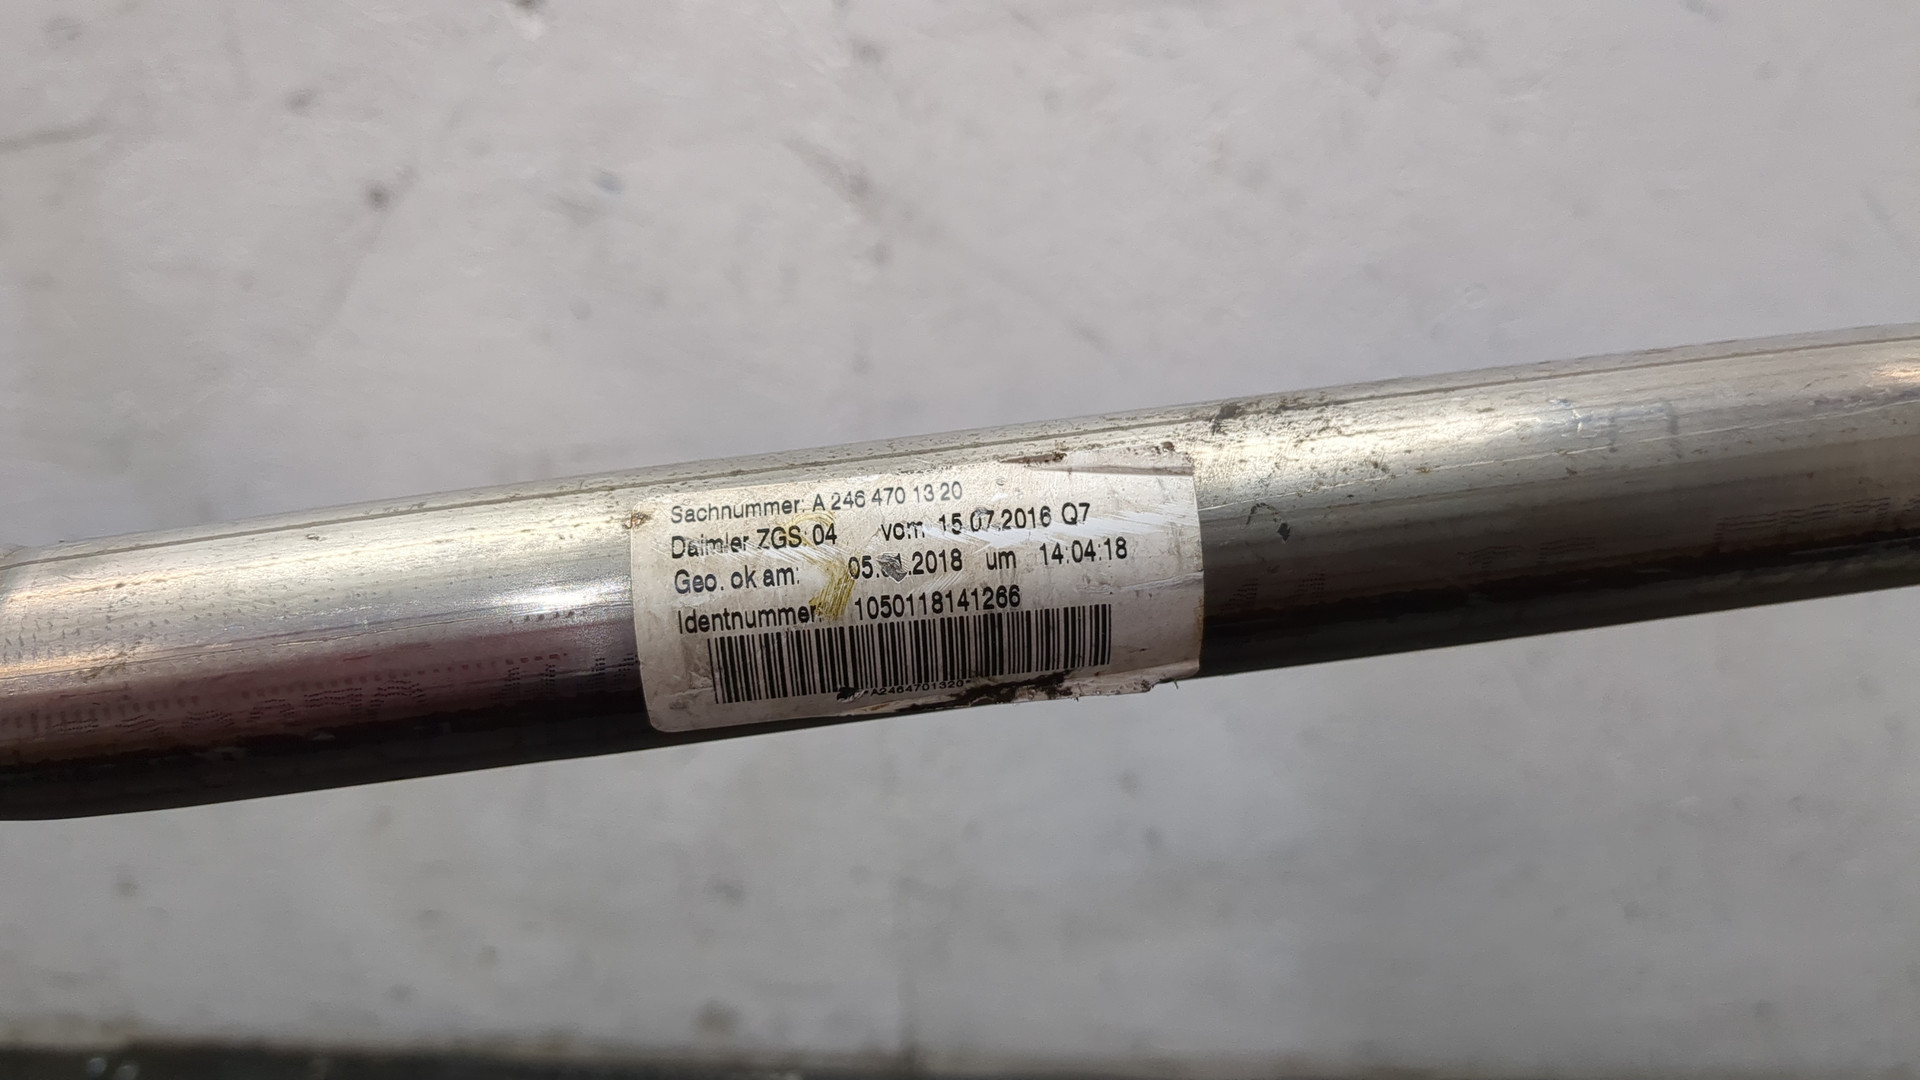 Sachnummer: A 246 470 13 20
Daimler ZGS 04 vom 15.07.2016 Q7
Geo. ok am: um 14:04:18
Identnummer: 1050118141266
*A2464701320*